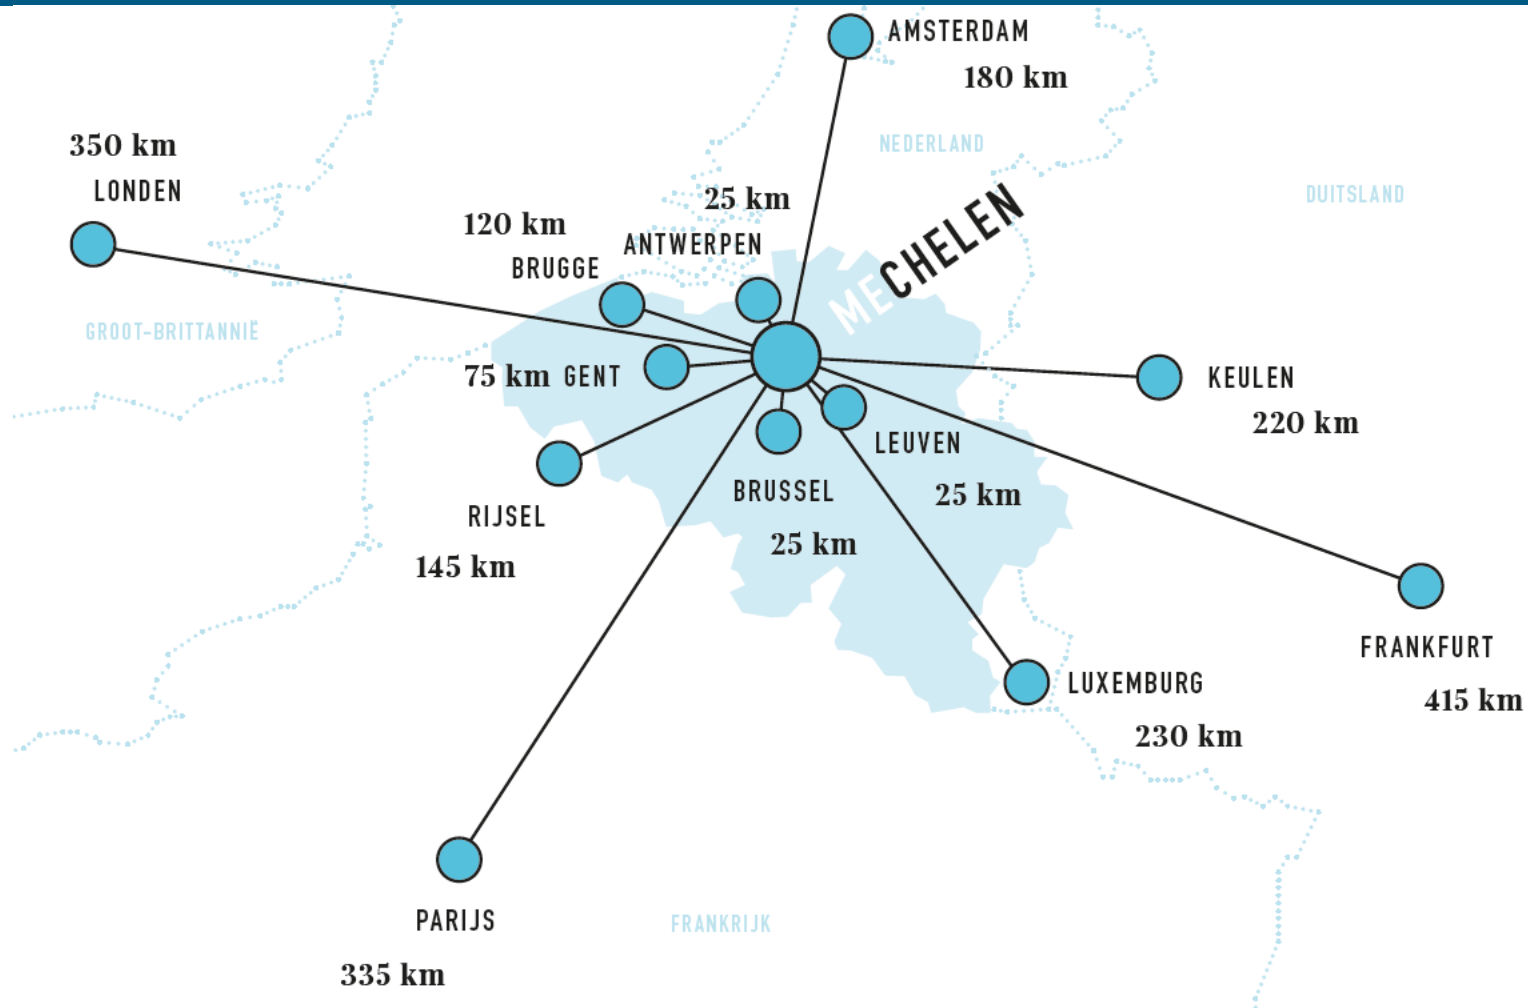 AMSTERDAM
180 km
NEDERLAND
350 km
LONDEN
DUITSLAND
25 km
ANTWERPEN
120 km
BRUGGE
MECHELEN
GROOT-BRITTANNIË
75 km GENT
KEULEN
220 km
LEUVEN
25 km
BRUSSEL
25 km
RIJSEL
145 km
FRANKFURT
415 km
LUXEMBURG
230 km
PARIJS
335 km
FRANKRIJK